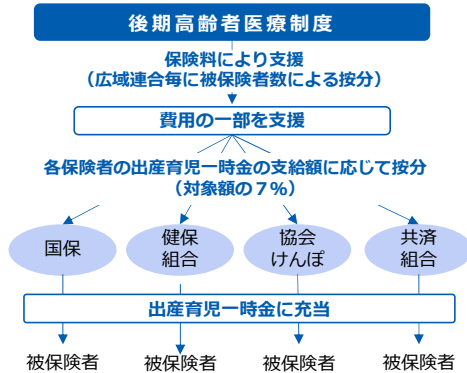 後期高齢者医療制度
保険料により支援
（広域連合毎に被保険者数による按分）
費用の一部を支援
各保険者の出産育児一時金の支給額に応じて按分
（対象額の７％）
国保
健保
組合
協会
けんぽ
共済
組合
出産育児一時金に充当
被保険者
被保険者
被保険者
被保険者